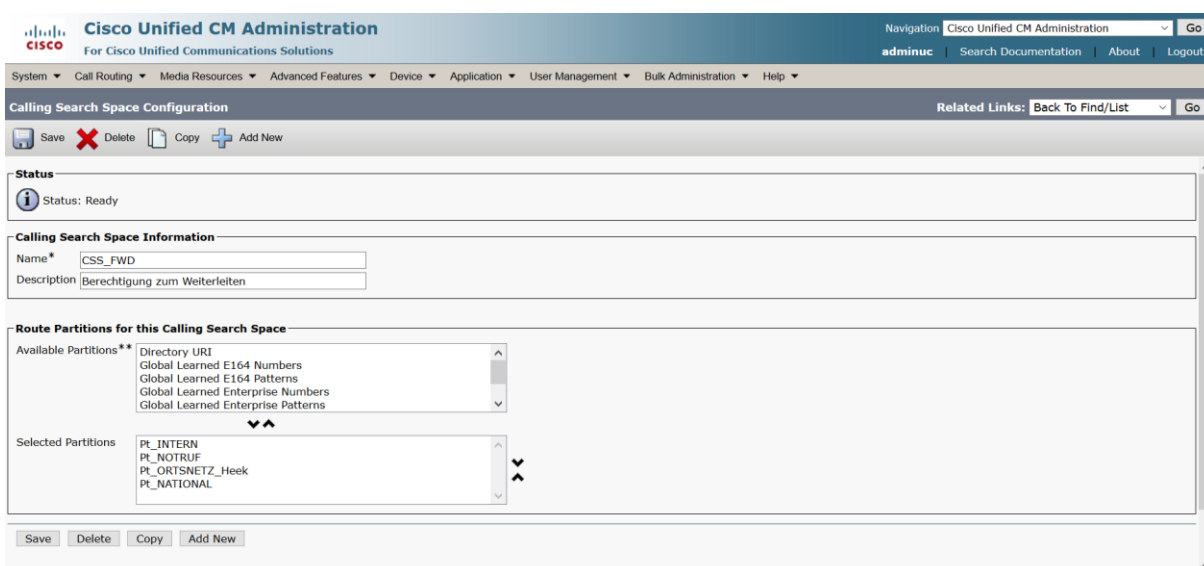 Cisco Unified CM Administration
CISCO For Cisco Unified Communications Solutions
Navigation Cisco Unified CM Administration Go
adminuc Search Documentation About Logout
System Call Routing Media Resources Advanced Features Device Application User Management Bulk Administration Help
Calling Search Space Configuration Related Links: Back To Find/List Go
Save Delete Copy Add New
Status
Status: Ready
Calling Search Space Information
Name* CSS_FWD
Description Berechtigung zum Weiterleiten
Route Partitions for this Calling Search Space
Available Partitions** Directory URI
Global Learned E164 Numbers
Global Learned E164 Patterns
Global Learned Enterprise Numbers
Global Learned Enterprise Patterns
Selected Partitions Pt_INTERN
Pt_NOTRUF
Pt_ORTSNETZ_Heek
Pt_NATIONAL
Save Delete Copy Add New